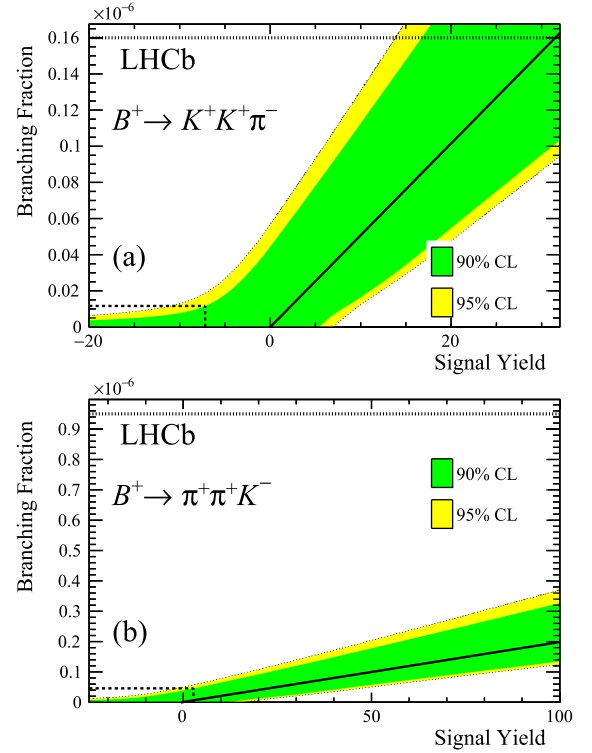 ×10⁻⁶
Branching Fraction
0.16
0.14
0.12
0.1
0.08
0.06
0.04
0.02
0
LHCb
B⁺→ K⁺K⁺π⁻
(a)
90% CL
95% CL
−20
0
20
Signal Yield
×10⁻⁶
Branching Fraction
0.9
0.8
0.7
0.6
0.5
0.4
0.3
0.2
0.1
0
LHCb
B⁺→ π⁺π⁺K⁻
(b)
90% CL
95% CL
0
50
100
Signal Yield